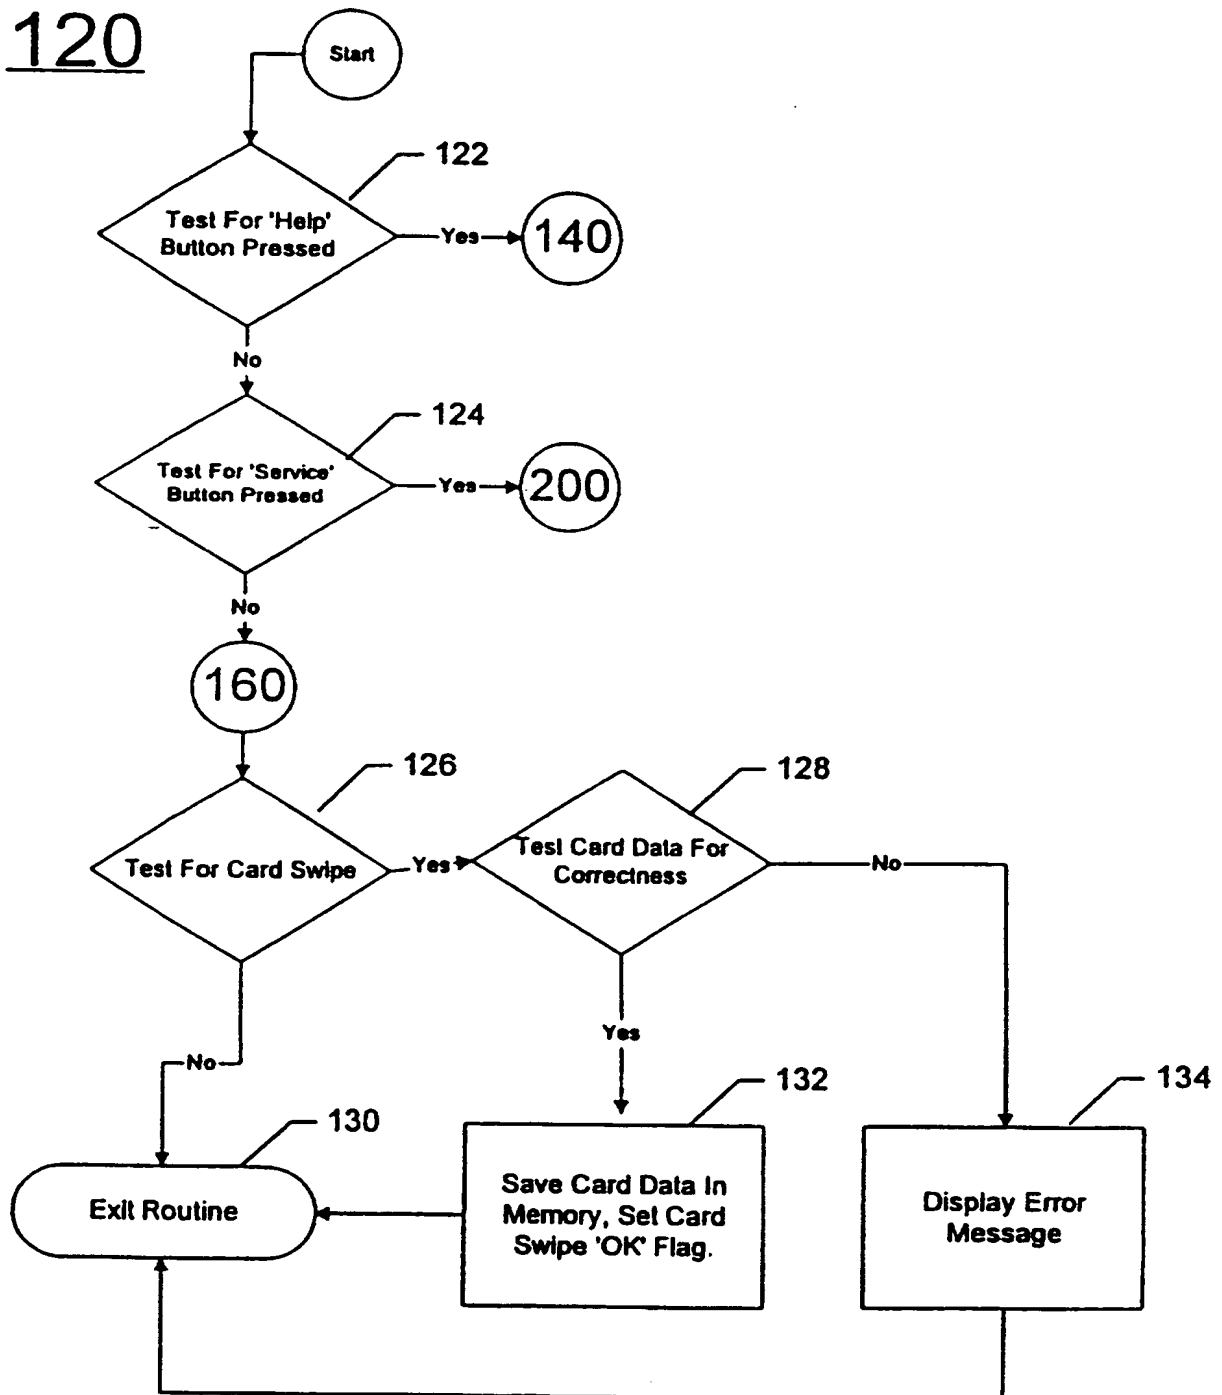 120
Start
122
Test For 'Help'
Button Pressed
Yes
140
No
124
Test For 'Service'
Button Pressed
Yes
200
No
160
126
128
Test For Card Swipe
Yes
Test Card Data For
Correctness
No
Yes
No
132
134
130
Exit Routine
Save Card Data In
Memory, Set Card
Swipe 'OK' Flag.
Display Error
Message